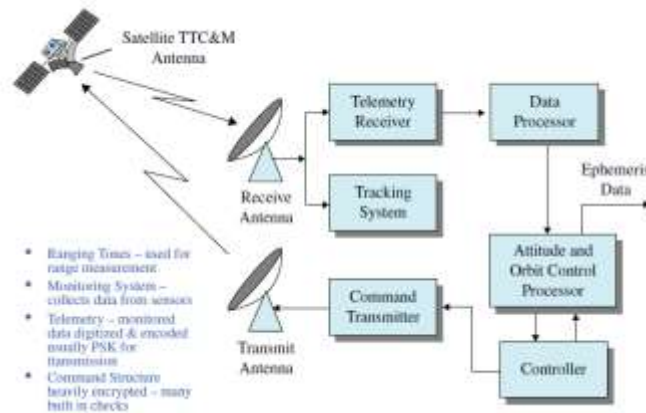 Satellite TTC&M
Antenna
Telemetry
Receiver
Data
Processor
Ephemeris
Data
Receive
Antenna
Tracking
System
Attitude and
Orbit Control
Processor
Command
Transmitter
Transmit
Antenna
Controller
Ranging Tones – used for
range measurement
Monitoring System –
collects data from sensors
Telemetry – monitored
data digitized & encoded
usually PSK for
transmission
Command Structure
heavily encrypted – many
built in checks